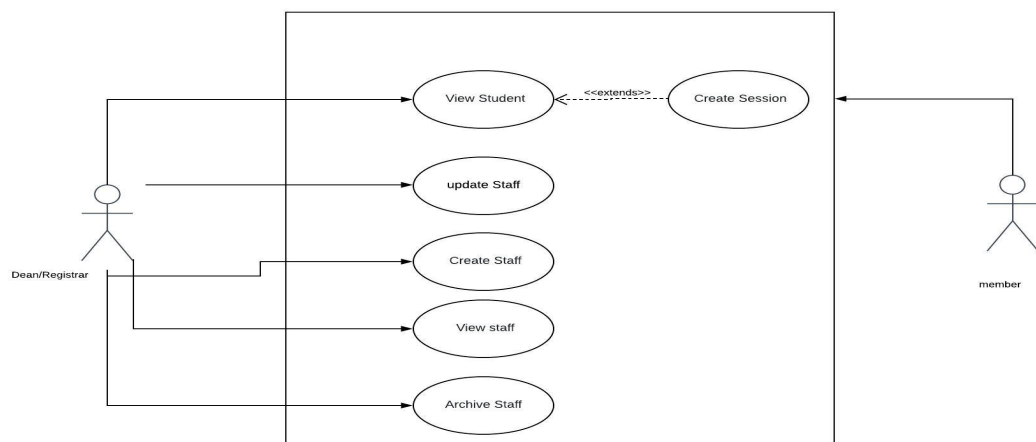 View Student
<<extends>>
Create Session
update Staff
Create Staff
Dean/Registrar
member
View staff
Archive Staff